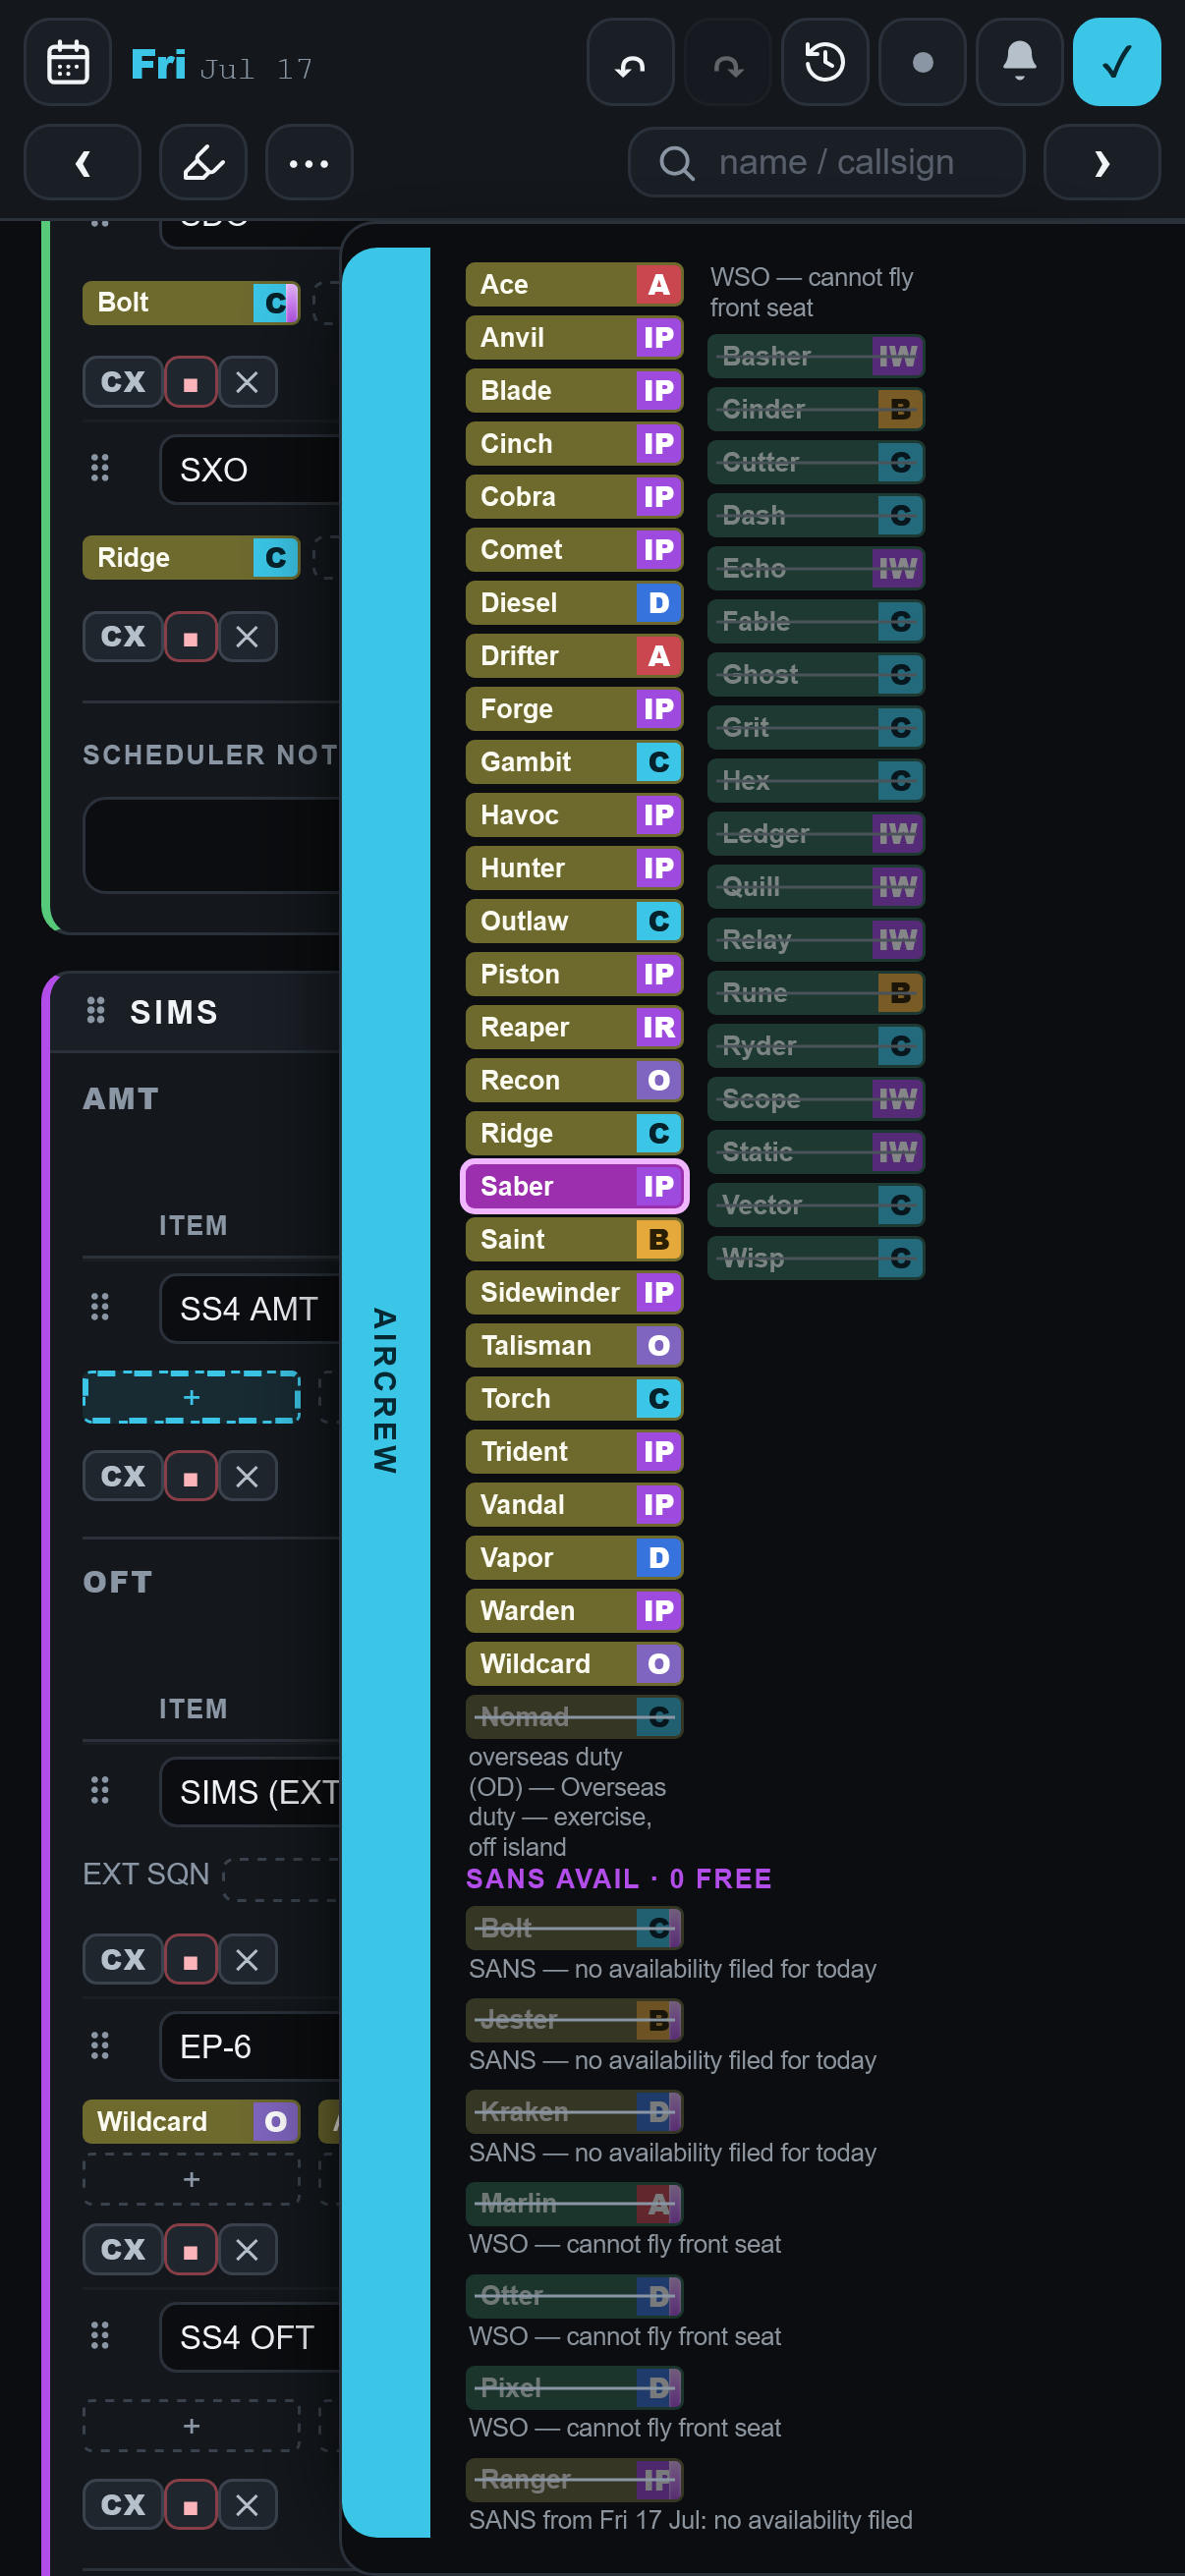 Fri Jul 17
name / callsign
Bolt C
CX
SXO
Ridge C
CX
SCHEDULER NOT
SIMS
AMT
ITEM
SS4 AMT
+
CX
OFT
ITEM
SIMS (EXT
EXT SQN
CX
EP-6
Wildcard O
+
CX
SS4 OFT
+
CX
AIRCREW
Ace A
Anvil IP
Blade IP
Cinch IP
Cobra IP
Comet IP
Diesel D
Drifter A
Forge IP
Gambit C
Havoc IP
Hunter IP
Outlaw C
Piston IP
Reaper IR
Recon O
Ridge C
Saber IP
Saint B
Sidewinder IP
Talisman O
Torch C
Trident IP
Vandal IP
Vapor D
Warden IP
Wildcard O
Nomad C
overseas duty
(OD) — Overseas
duty — exercise,
off island
WSO — cannot fly
front seat
Basher IW
Cinder B
Cutter C
Dash C
Echo IW
Fable C
Ghost C
Grit C
Hex C
Ledger IW
Quill IW
Relay IW
Rune B
Ryder C
Scope IW
Static IW
Vector C
Wisp C
SANS AVAIL · 0 FREE
Bolt C
SANS — no availability filed for today
Jester B
SANS — no availability filed for today
Kraken D
SANS — no availability filed for today
Marlin A
WSO — cannot fly front seat
Otter D
WSO — cannot fly front seat
Pixel D
WSO — cannot fly front seat
Ranger IP
SANS from Fri 17 Jul: no availability filed